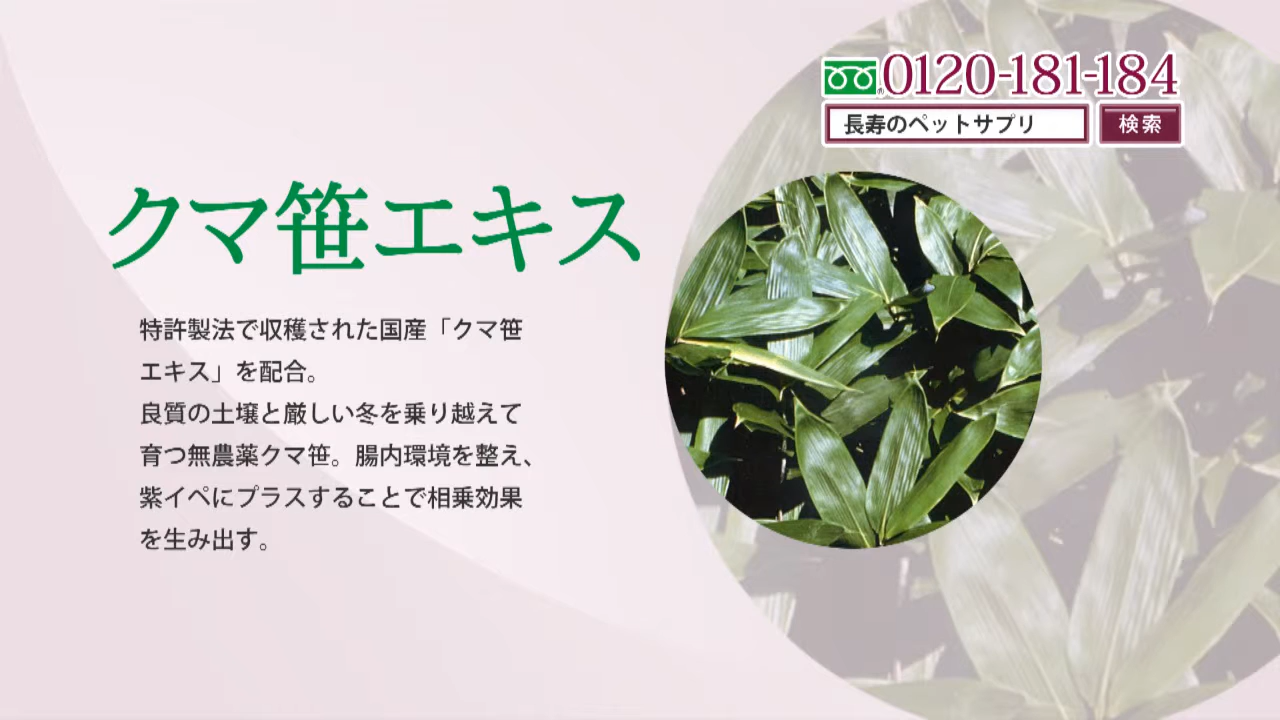 0120-181-184
長寿のペットサプリ 検索
クマ笹エキス
特許製法で収穫された国産「クマ笹
エキス」を配合。
良質の土壌と厳しい冬を乗り越えて
育つ無農薬クマ笹。腸内環境を整え、
紫イペにプラスすることで相乗効果
を生み出す。